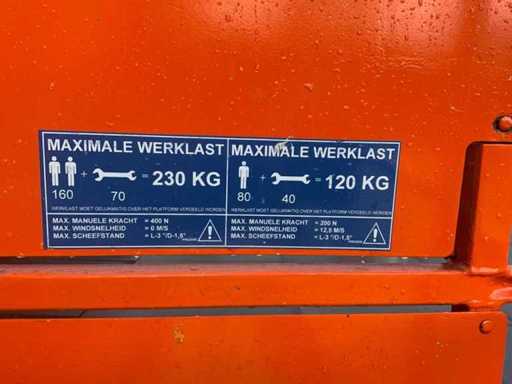 MAXIMALE WERKLAST
+ = 230 KG
160 70
WERKLAST MOET GELIJKMATIG OVER HET PLATFORM VERDEELD WORDEN
MAX. MANUELE KRACHT = 400 N
MAX. WINDSNELHEID = 0 M/S
MAX. SCHEEFSTAND = L-3°/D-1,5°
MAXIMALE WERKLAST
+ = 120 KG
80 40
WERKLAST MOET GELIJKMATIG OVER HET PLATFORM VERDEELD WORDEN
MAX. MANUELE KRACHT = 200 N
MAX. WINDSNELHEID = 12,5 M/S
MAX. SCHEEFSTAND = L-3°/D-1,5°